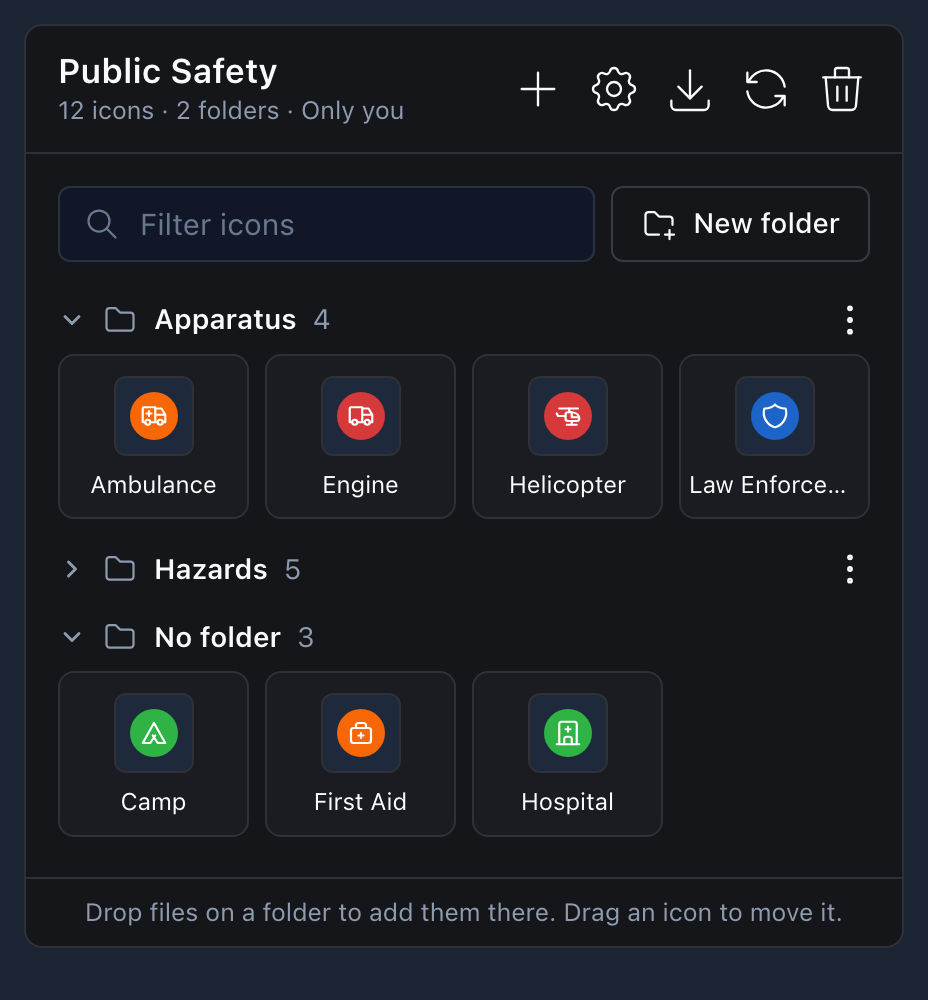 Public Safety
12 icons · 2 folders · Only you
Filter icons
New folder
Apparatus 4
Ambulance
Engine
Helicopter
Law Enforce...
Hazards 5
No folder 3
Camp
First Aid
Hospital
Drop files on a folder to add them there. Drag an icon to move it.